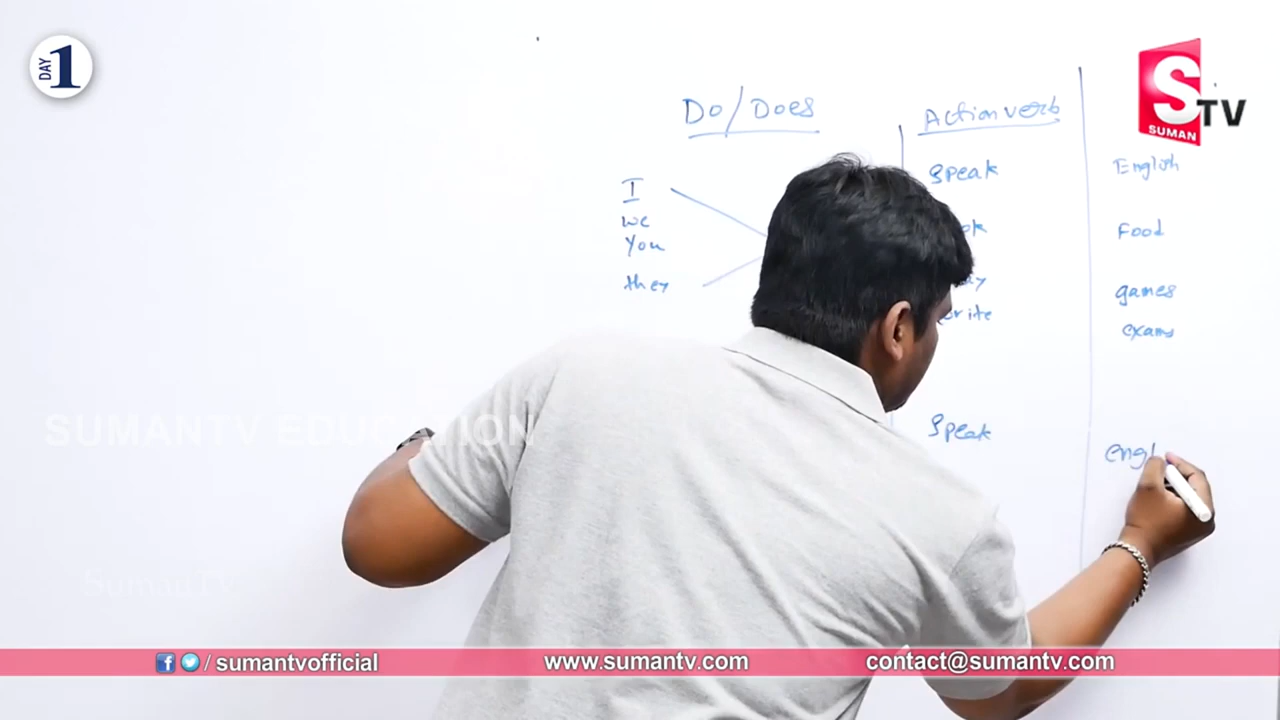 DAY 1
S TV
SUMAN
Do/Does
Action verb
I
we
You
they
Speak
English
Food
games
write
exams
Speak
engl
SUMANTV EDUCATION
SumanTV
/ sumantvofficial
www.sumantv.com
contact@sumantv.com